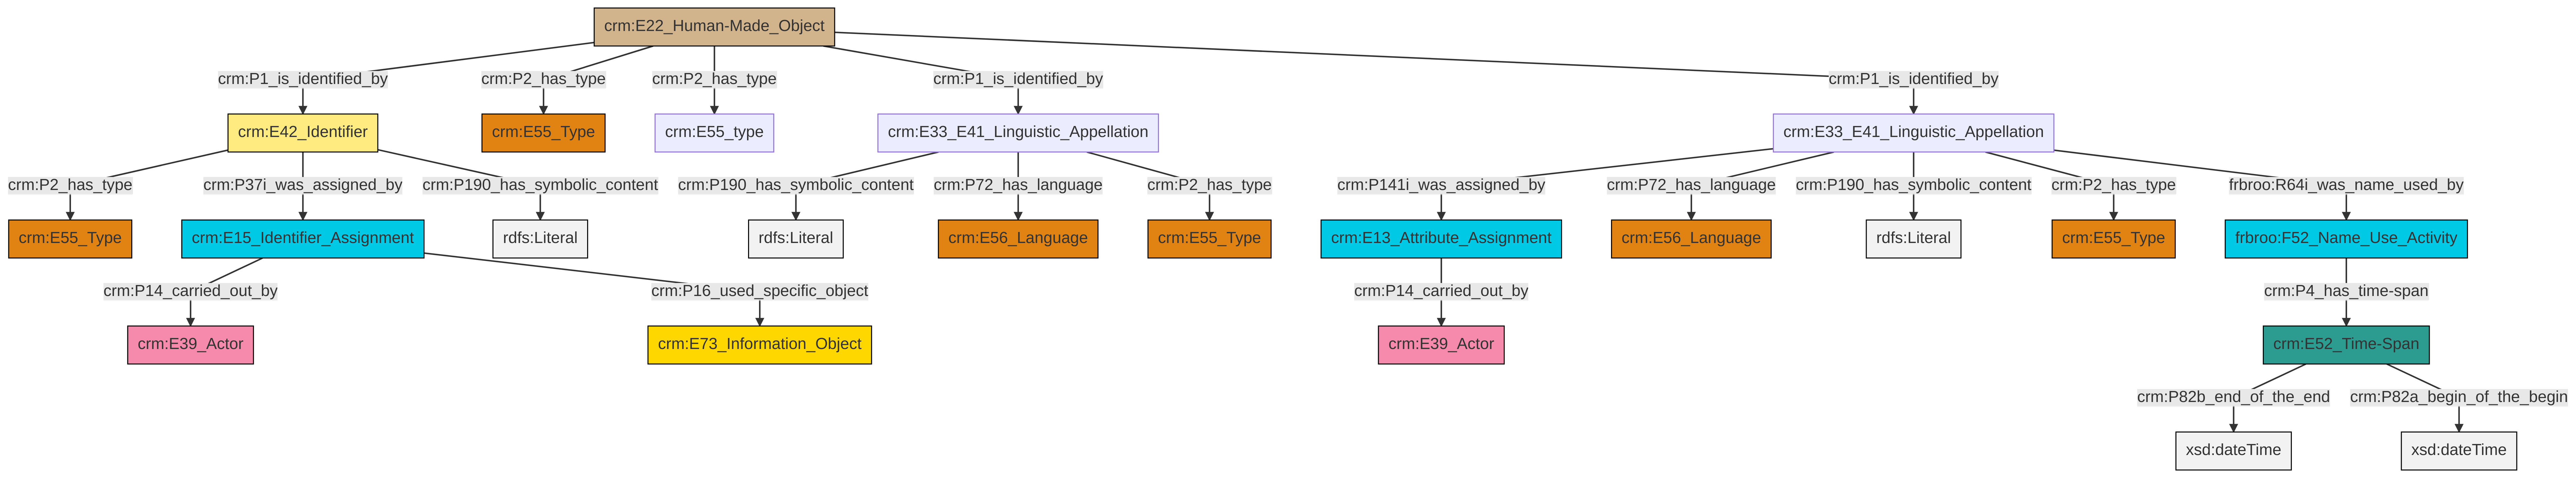 crm:E22_Human-Made_Object
crm:P1_is_identified_by
crm:P2_has_type
crm:P2_has_type
crm:P1_is_identified_by
crm:P1_is_identified_by
crm:E42_Identifier
crm:E55_Type
crm:E55_type
crm:E33_E41_Linguistic_Appellation
crm:E33_E41_Linguistic_Appellation
crm:P2_has_type
crm:P37i_was_assigned_by
crm:P190_has_symbolic_content
crm:P190_has_symbolic_content
crm:P72_has_language
crm:P2_has_type
crm:P141i_was_assigned_by
crm:P72_has_language
crm:P190_has_symbolic_content
crm:P2_has_type
frbroo:R64i_was_name_used_by
crm:E55_Type
crm:E15_Identifier_Assignment
rdfs:Literal
rdfs:Literal
crm:E56_Language
crm:E55_Type
crm:E13_Attribute_Assignment
crm:E56_Language
rdfs:Literal
crm:E55_Type
frbroo:F52_Name_Use_Activity
crm:P14_carried_out_by
crm:P16_used_specific_object
crm:P14_carried_out_by
crm:P4_has_time-span
crm:E39_Actor
crm:E73_Information_Object
crm:E39_Actor
crm:E52_Time-Span
crm:P82b_end_of_the_end
crm:P82a_begin_of_the_begin
xsd:dateTime
xsd:dateTime